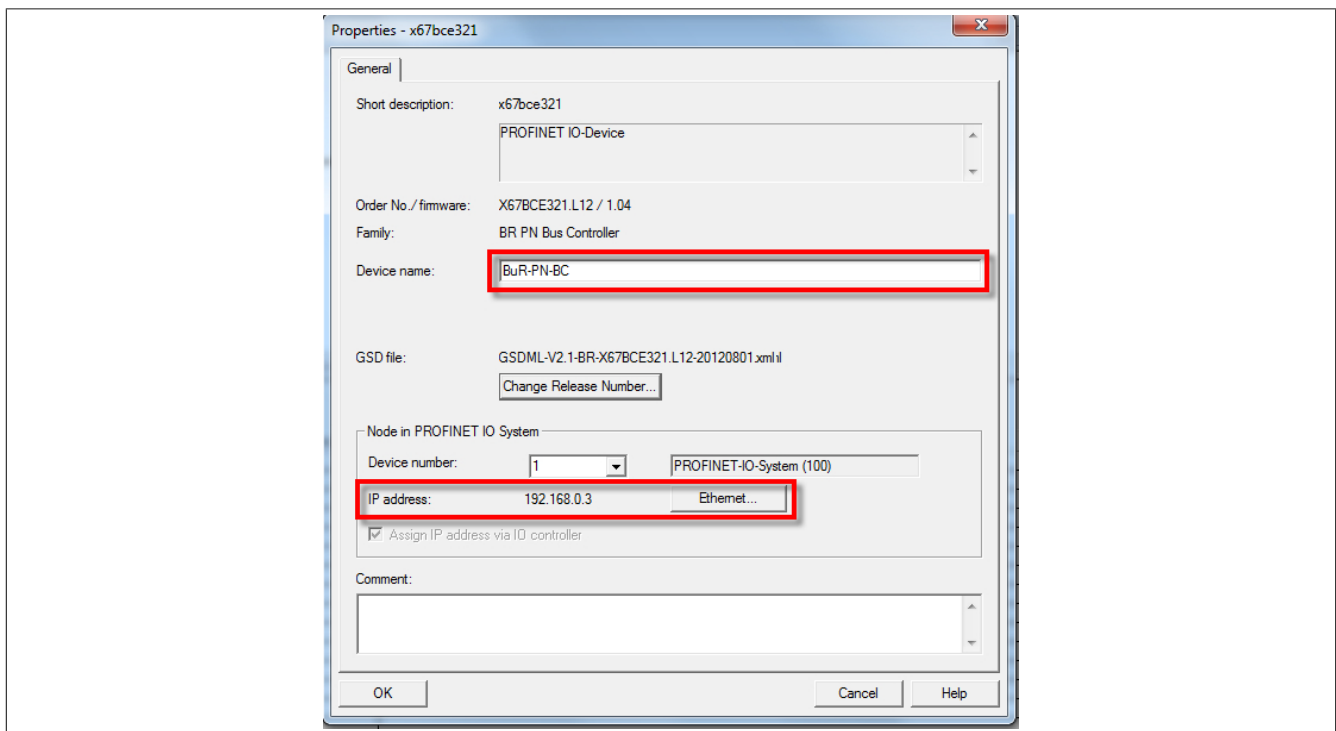 Properties - x67bce321
General
Short description: x67bce321
PROFINET IO-Device
Order No./ firmware: X67BCE321.L12 / 1.04
Family: BR PN Bus Controller
Device name: BuR-PN-BC
GSD file: GSDML-V2.1-BR-X67BCE321.L12-20120801.xml
Change Release Number...
Node in PROFINET IO System
Device number: 1 PROFINET-IO-System (100)
IP address: 192.168.0.3 Ethernet...
Assign IP address via IO controller
Comment:
OK Cancel Help